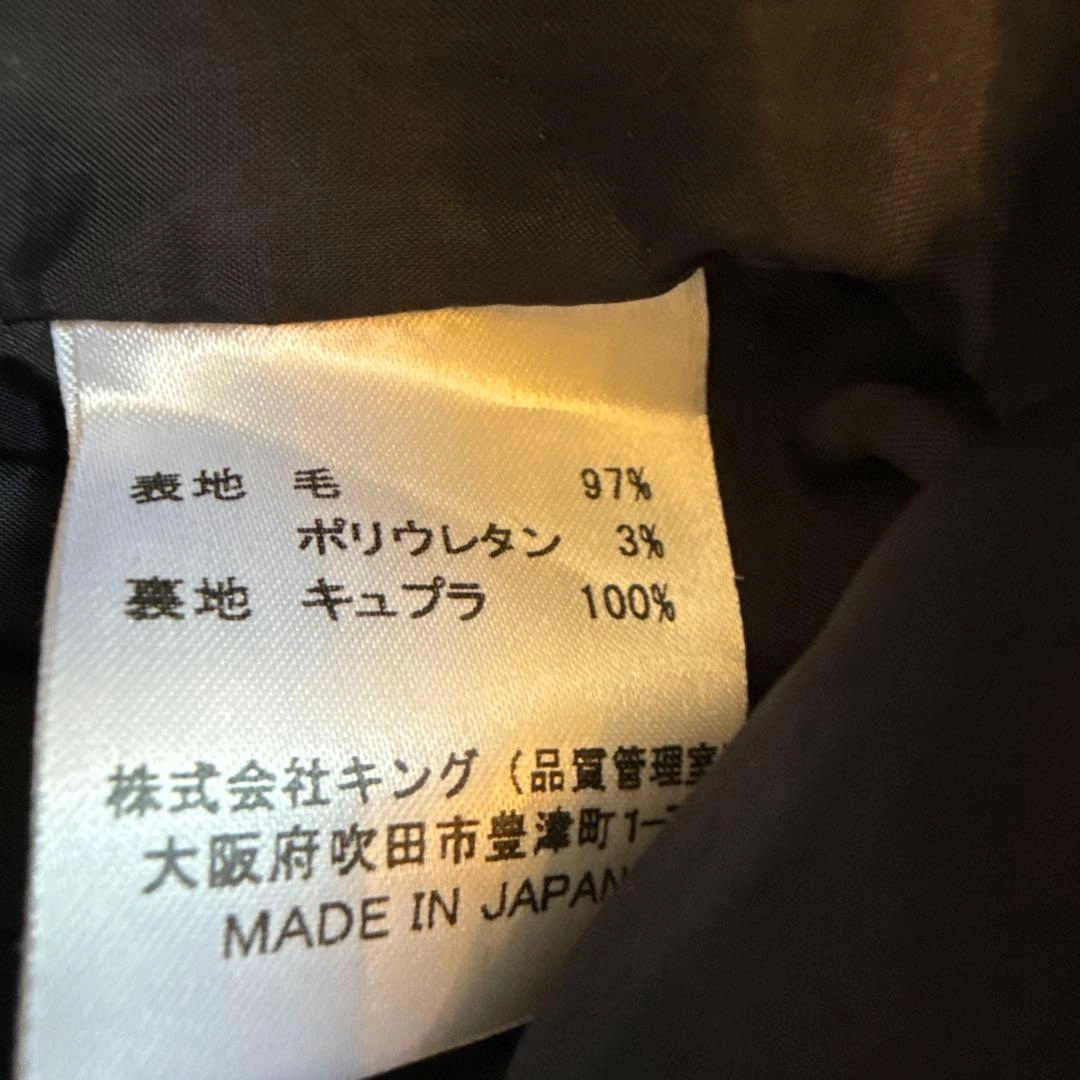 表地 毛 97%
ポリウレタン 3%
裏地 キュプラ 100%
株式会社キング(品質管理室
大阪府吹田市豊津町1-
MADE IN JAPAN